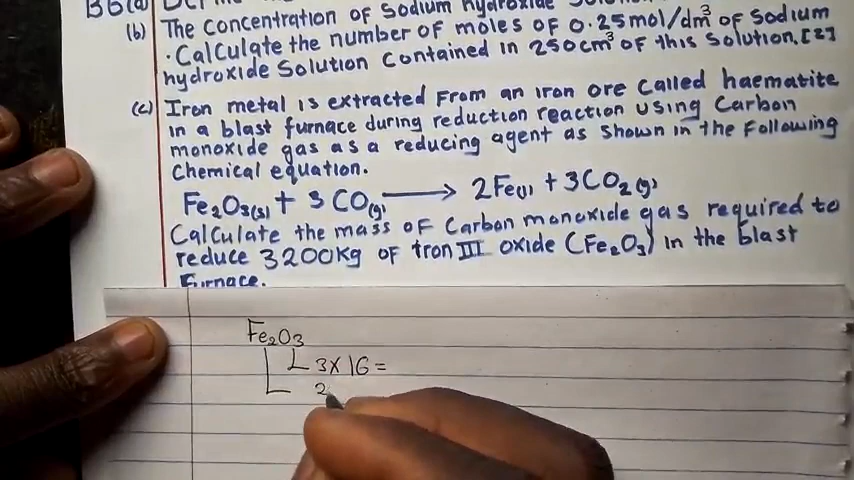 B6(a)
(b) The Concentration of Sodium hydroxide
Calculate the number of moles of 0.25mol/dm³ of Sodium
hydroxide Solution Contained in 250cm³ of this Solution. [2]
(c) Iron metal is extracted From an iron ore called haematite
in a blast furnace during reduction reaction using Carbon
monoxide gas as a reducing agent as shown in the Following
Chemical equation.
Fe₂O₃(s) + 3CO(g) → 2Fe(l) + 3CO₂(g)
Calculate the mass of Carbon monoxide gas required to
reduce 3200Kg of Iron III oxide (Fe₂O₃) in the blast
Furnace.
Fe₂O₃
3 x 16 =
2